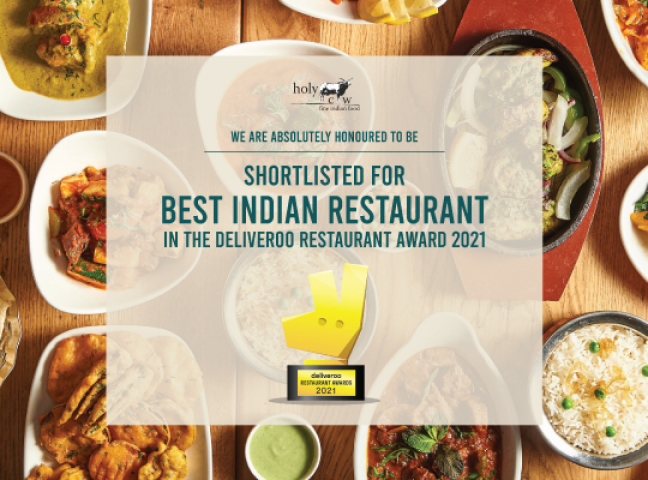 holy
c w
fine indian food
WE ARE ABSOLUTELY HONOURED TO BE
SHORTLISTED FOR
BEST INDIAN RESTAURANT
IN THE DELIVEROO RESTAURANT AWARD 2021
deliveroo
RESTAURANT AWARDS
2021